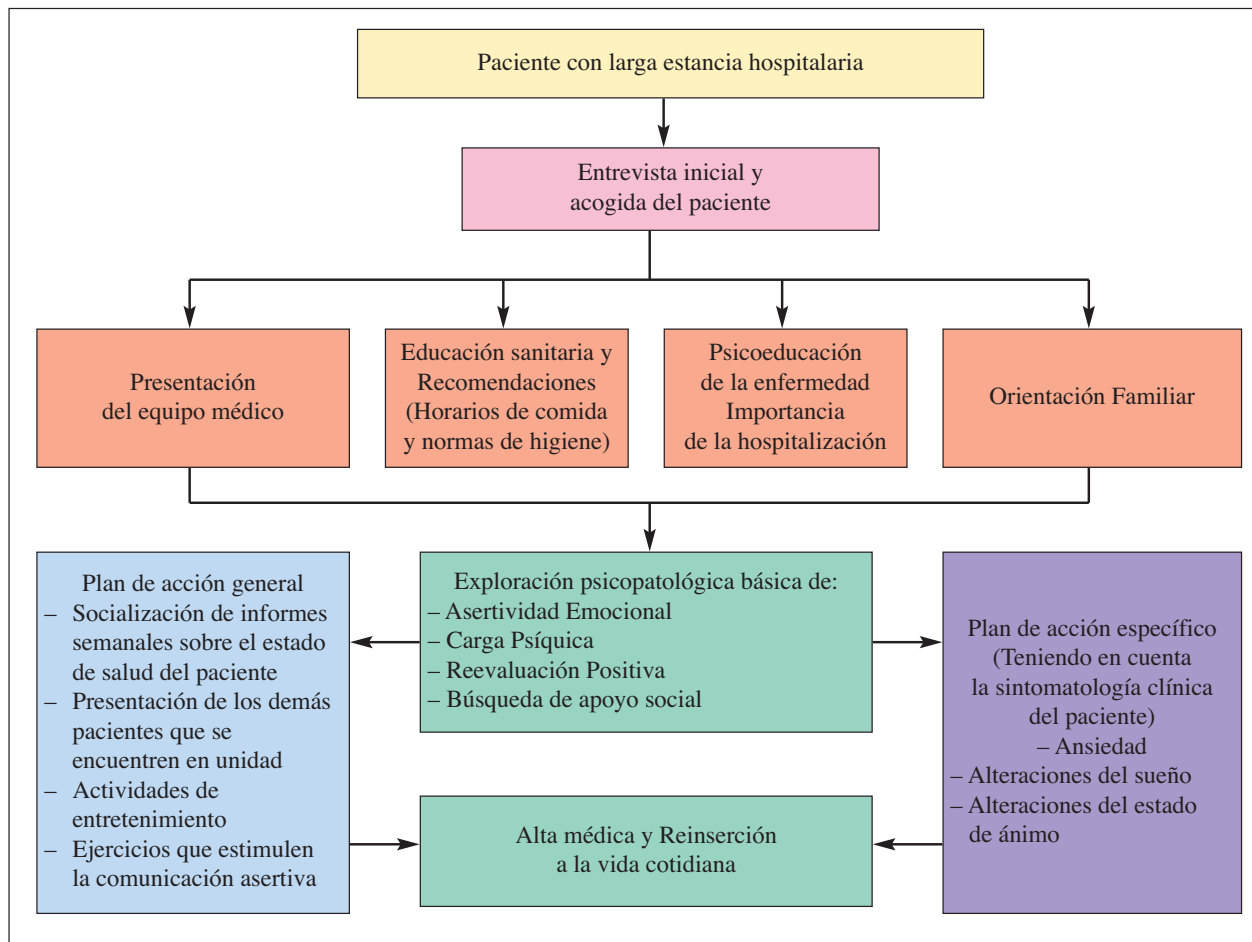 Paciente con larga estancia hospitalaria
Entrevista inicial y
acogida del paciente
Presentación
del equipo médico
Educación sanitaria y
Recomendaciones
(Horarios de comida
y normas de higiene)
Psicoeducación
de la enfermedad
Importancia
de la hospitalización
Orientación Familiar
Plan de acción general
– Socialización de informes
semanales sobre el estado
de salud del paciente
– Presentación de los demás
pacientes que se
encuentren en unidad
– Actividades de
entretenimiento
– Ejercicios que estimulen
la comunicación asertiva
Exploración psicopatológica básica de:
– Asertividad Emocional
– Carga Psíquica
– Reevaluación Positiva
– Búsqueda de apoyo social
Plan de acción específico
(Teniendo en cuenta
la sintomatología clínica
del paciente)
– Ansiedad
– Alteraciones del sueño
– Alteraciones del estado
de ánimo
Alta médica y Reinserción
a la vida cotidiana